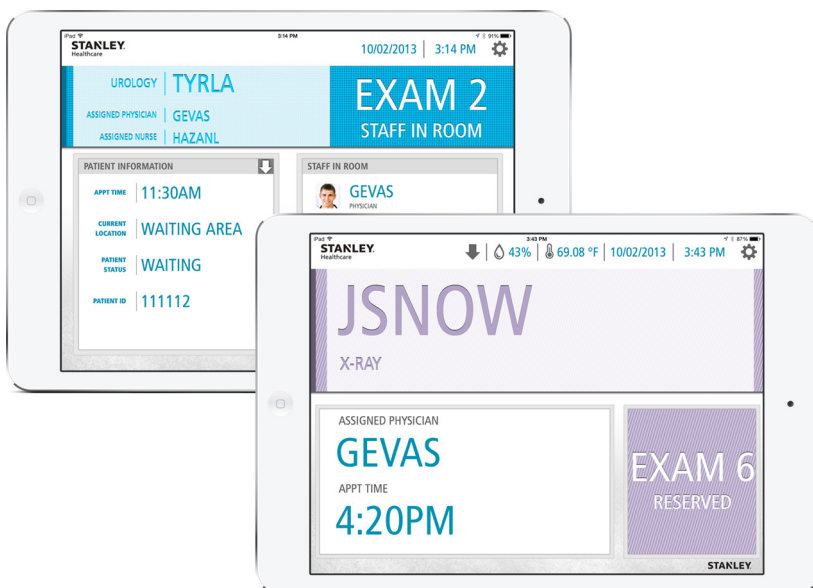 iPad
3:14 PM
91%
STANLEY.
Healthcare
10/02/2013
3:14 PM
UROLOGY
TYRLA
ASSIGNED PHYSICIAN
GEVAS
ASSIGNED NURSE
HAZANL
EXAM 2
STAFF IN ROOM
PATIENT INFORMATION
APPT TIME
11:30AM
CURRENT
LOCATION
WAITING AREA
PATIENT
STATUS
WAITING
PATIENT ID
111112
STAFF IN ROOM
GEVAS
PHYSICIAN
iPad
3:43 PM
87%
STANLEY.
Healthcare
43%
69.08 °F
10/02/2013
3:43 PM
JSNOW
X-RAY
ASSIGNED PHYSICIAN
GEVAS
APPT TIME
4:20PM
EXAM 6
RESERVED
STANLEY